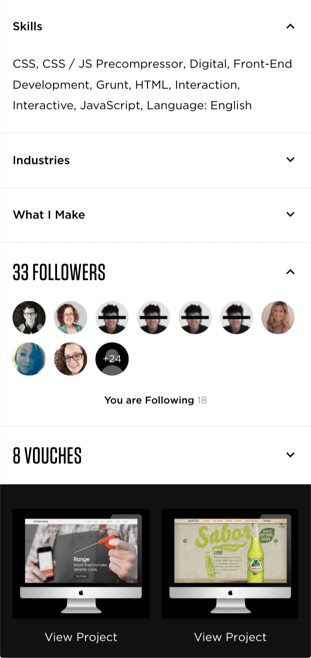 Skills
CSS, CSS / JS Precompressor, Digital, Front-End
Development, Grunt, HTML, Interaction,
Interactive, JavaScript, Language: English
Industries
What I Make
33 FOLLOWERS
+24
You are Following 18
8 VOUCHES
Range
Sabor
View Project
View Project